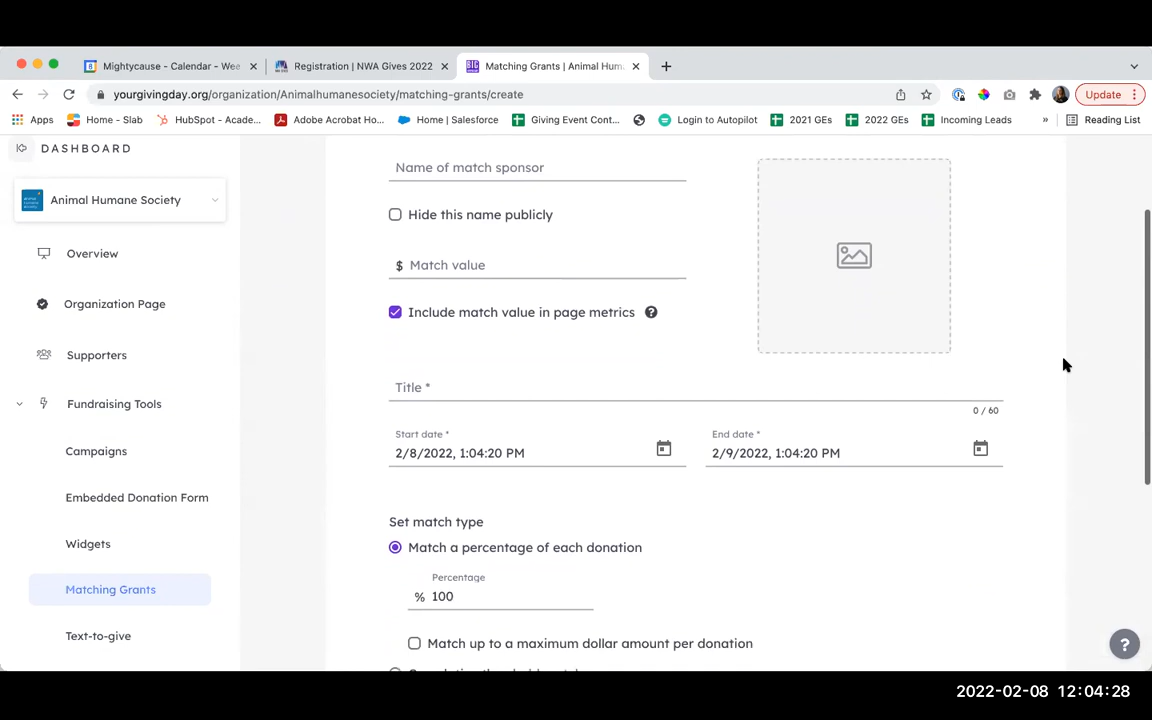 Mightycause - Calendar - Wee
Registration | NWA Gives 2022
Matching Grants | Animal Hum
yourgivingday.org/organization/Animalhumanesociety/matching-grants/create
Update
Apps
Home - Slab
HubSpot - Acade...
Adobe Acrobat Ho...
Home | Salesforce
Giving Event Cont...
Login to Autopilot
2021 GEs
2022 GEs
Incoming Leads
»
Reading List
DASHBOARD
Animal Humane Society
Overview
Organization Page
Supporters
Fundraising Tools
Campaigns
Embedded Donation Form
Widgets
Matching Grants
Text-to-give
Name of match sponsor
Hide this name publicly
$ Match value
Include match value in page metrics ?
Title *
0 / 60
Start date *
2/8/2022, 1:04:20 PM
End date *
2/9/2022, 1:04:20 PM
Set match type
Match a percentage of each donation
Percentage
% 100
Match up to a maximum dollar amount per donation
?
2022-02-08 12:04:28